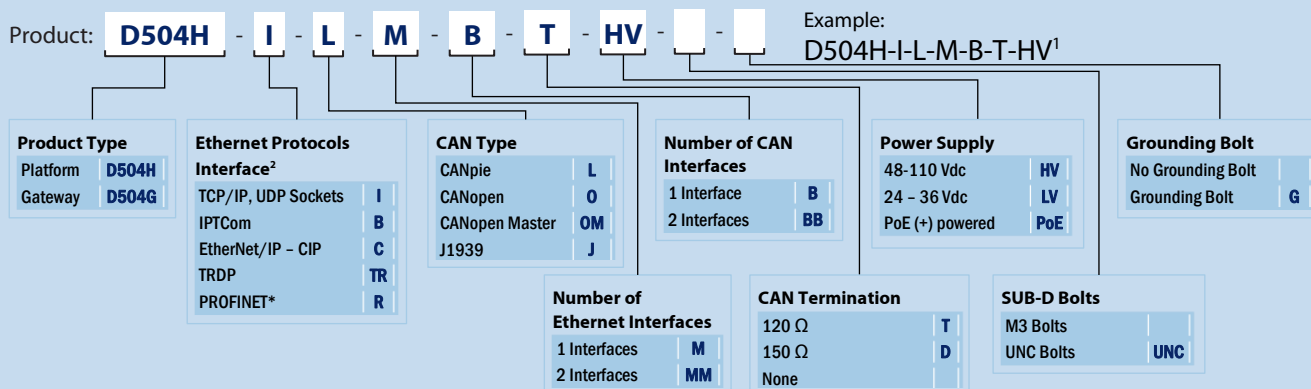 Product: D504H - I - L - M - B - T - HV - -
Example:
D504H-I-L-M-B-T-HV¹
Product Type
Platform D504H
Gateway D504G
Ethernet Protocols
Interface²
TCP/IP, UDP Sockets I
IPTCom B
EtherNet/IP – CIP C
TRDP TR
PROFINET* R
CAN Type
CANpie L
CANopen O
CANopen Master OM
J1939 J
Number of
Ethernet Interfaces
1 Interfaces M
2 Interfaces MM
Number of CAN
Interfaces
1 Interface B
2 Interfaces BB
CAN Termination
120 Ω T
150 Ω D
None
Power Supply
48-110 Vdc HV
24 – 36 Vdc LV
PoE (+) powered PoE
SUB-D Bolts
M3 Bolts
UNC Bolts UNC
Grounding Bolt
No Grounding Bolt
Grounding Bolt G